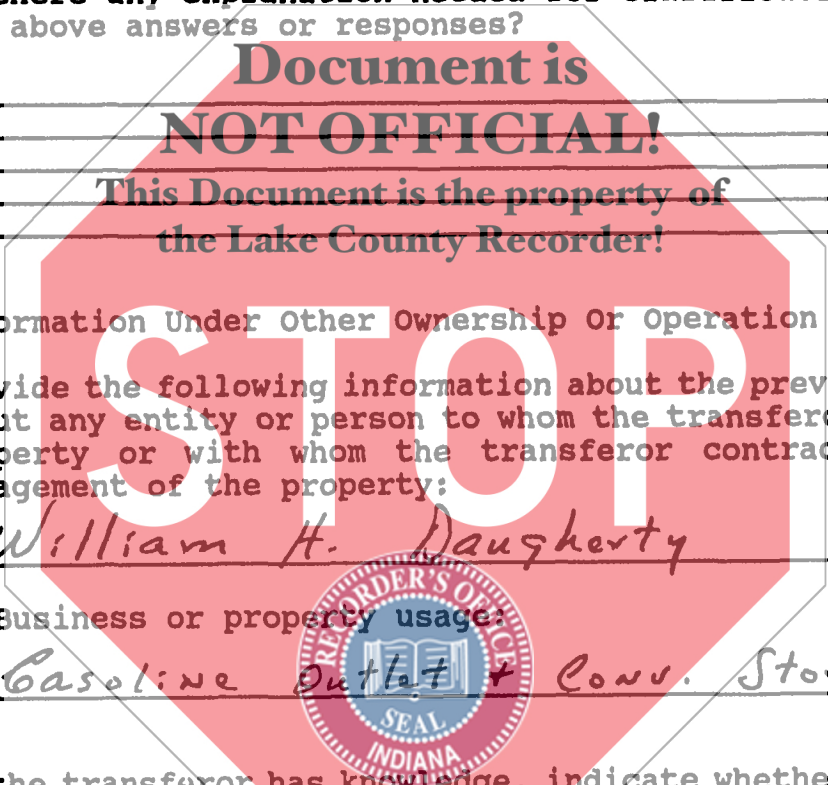 above answers or responses?
Document is
NOT OFFICIAL!
This Document is the property of
the Lake County Recorder!
STOP
ormation Under Other Ownership Or Operation
vide the following information about the prev
ut any entity or person to whom the transfero
perty or with whom the transferor contrac
agement of the property:
William H. Daugherty
Business or property usage:
Gasoline Outlet + Conv. Sto
RECORDER'S OFFICE
SEAL
INDIANA
he transferor has knowledge, indicate whethe